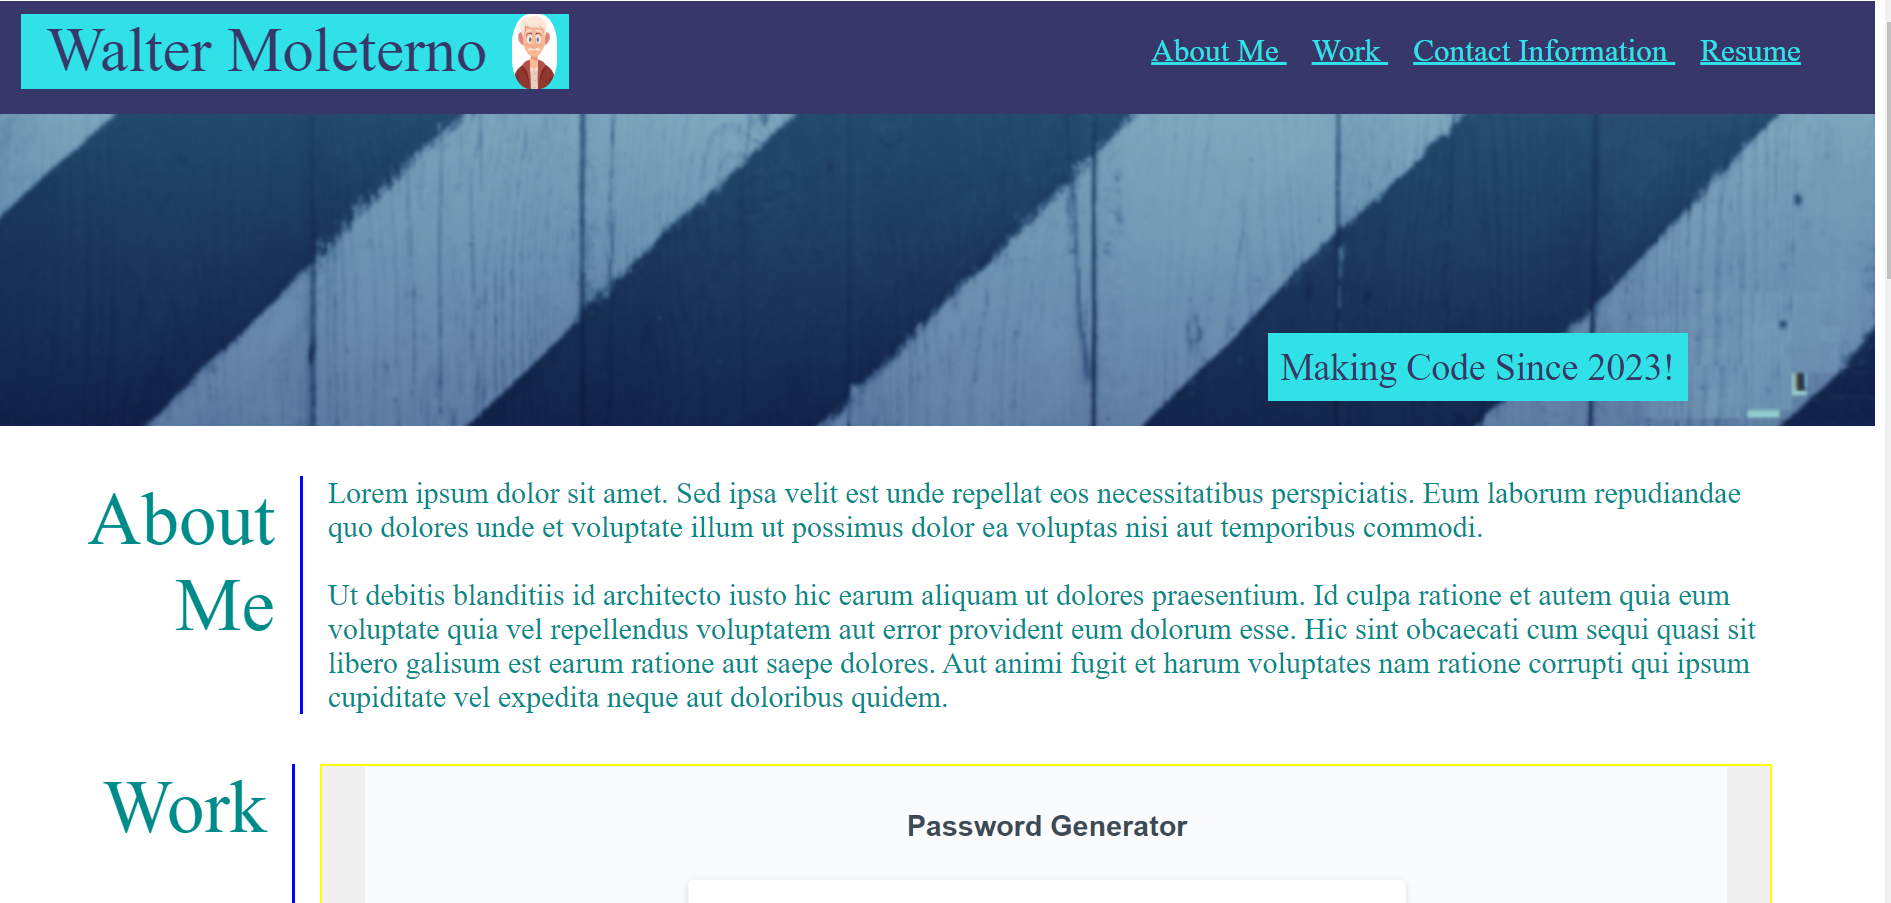 Walter Moleterno
About Me Work Contact Information Resume
Making Code Since 2023!
About
Me
Lorem ipsum dolor sit amet. Sed ipsa velit est unde repellat eos necessitatibus perspiciatis. Eum laborum repudiandae
quo dolores unde et voluptate illum ut possimus dolor ea voluptas nisi aut temporibus commodi.
Ut debitis blanditiis id architecto iusto hic earum aliquam ut dolores praesentium. Id culpa ratione et autem quia eum
voluptate quia vel repellendus voluptatem aut error provident eum dolorum esse. Hic sint obcaecati cum sequi quasi sit
libero galisum est earum ratione aut saepe dolores. Aut animi fugit et harum voluptates nam ratione corrupti qui ipsum
cupiditate vel expedita neque aut doloribus quidem.
Work
Password Generator